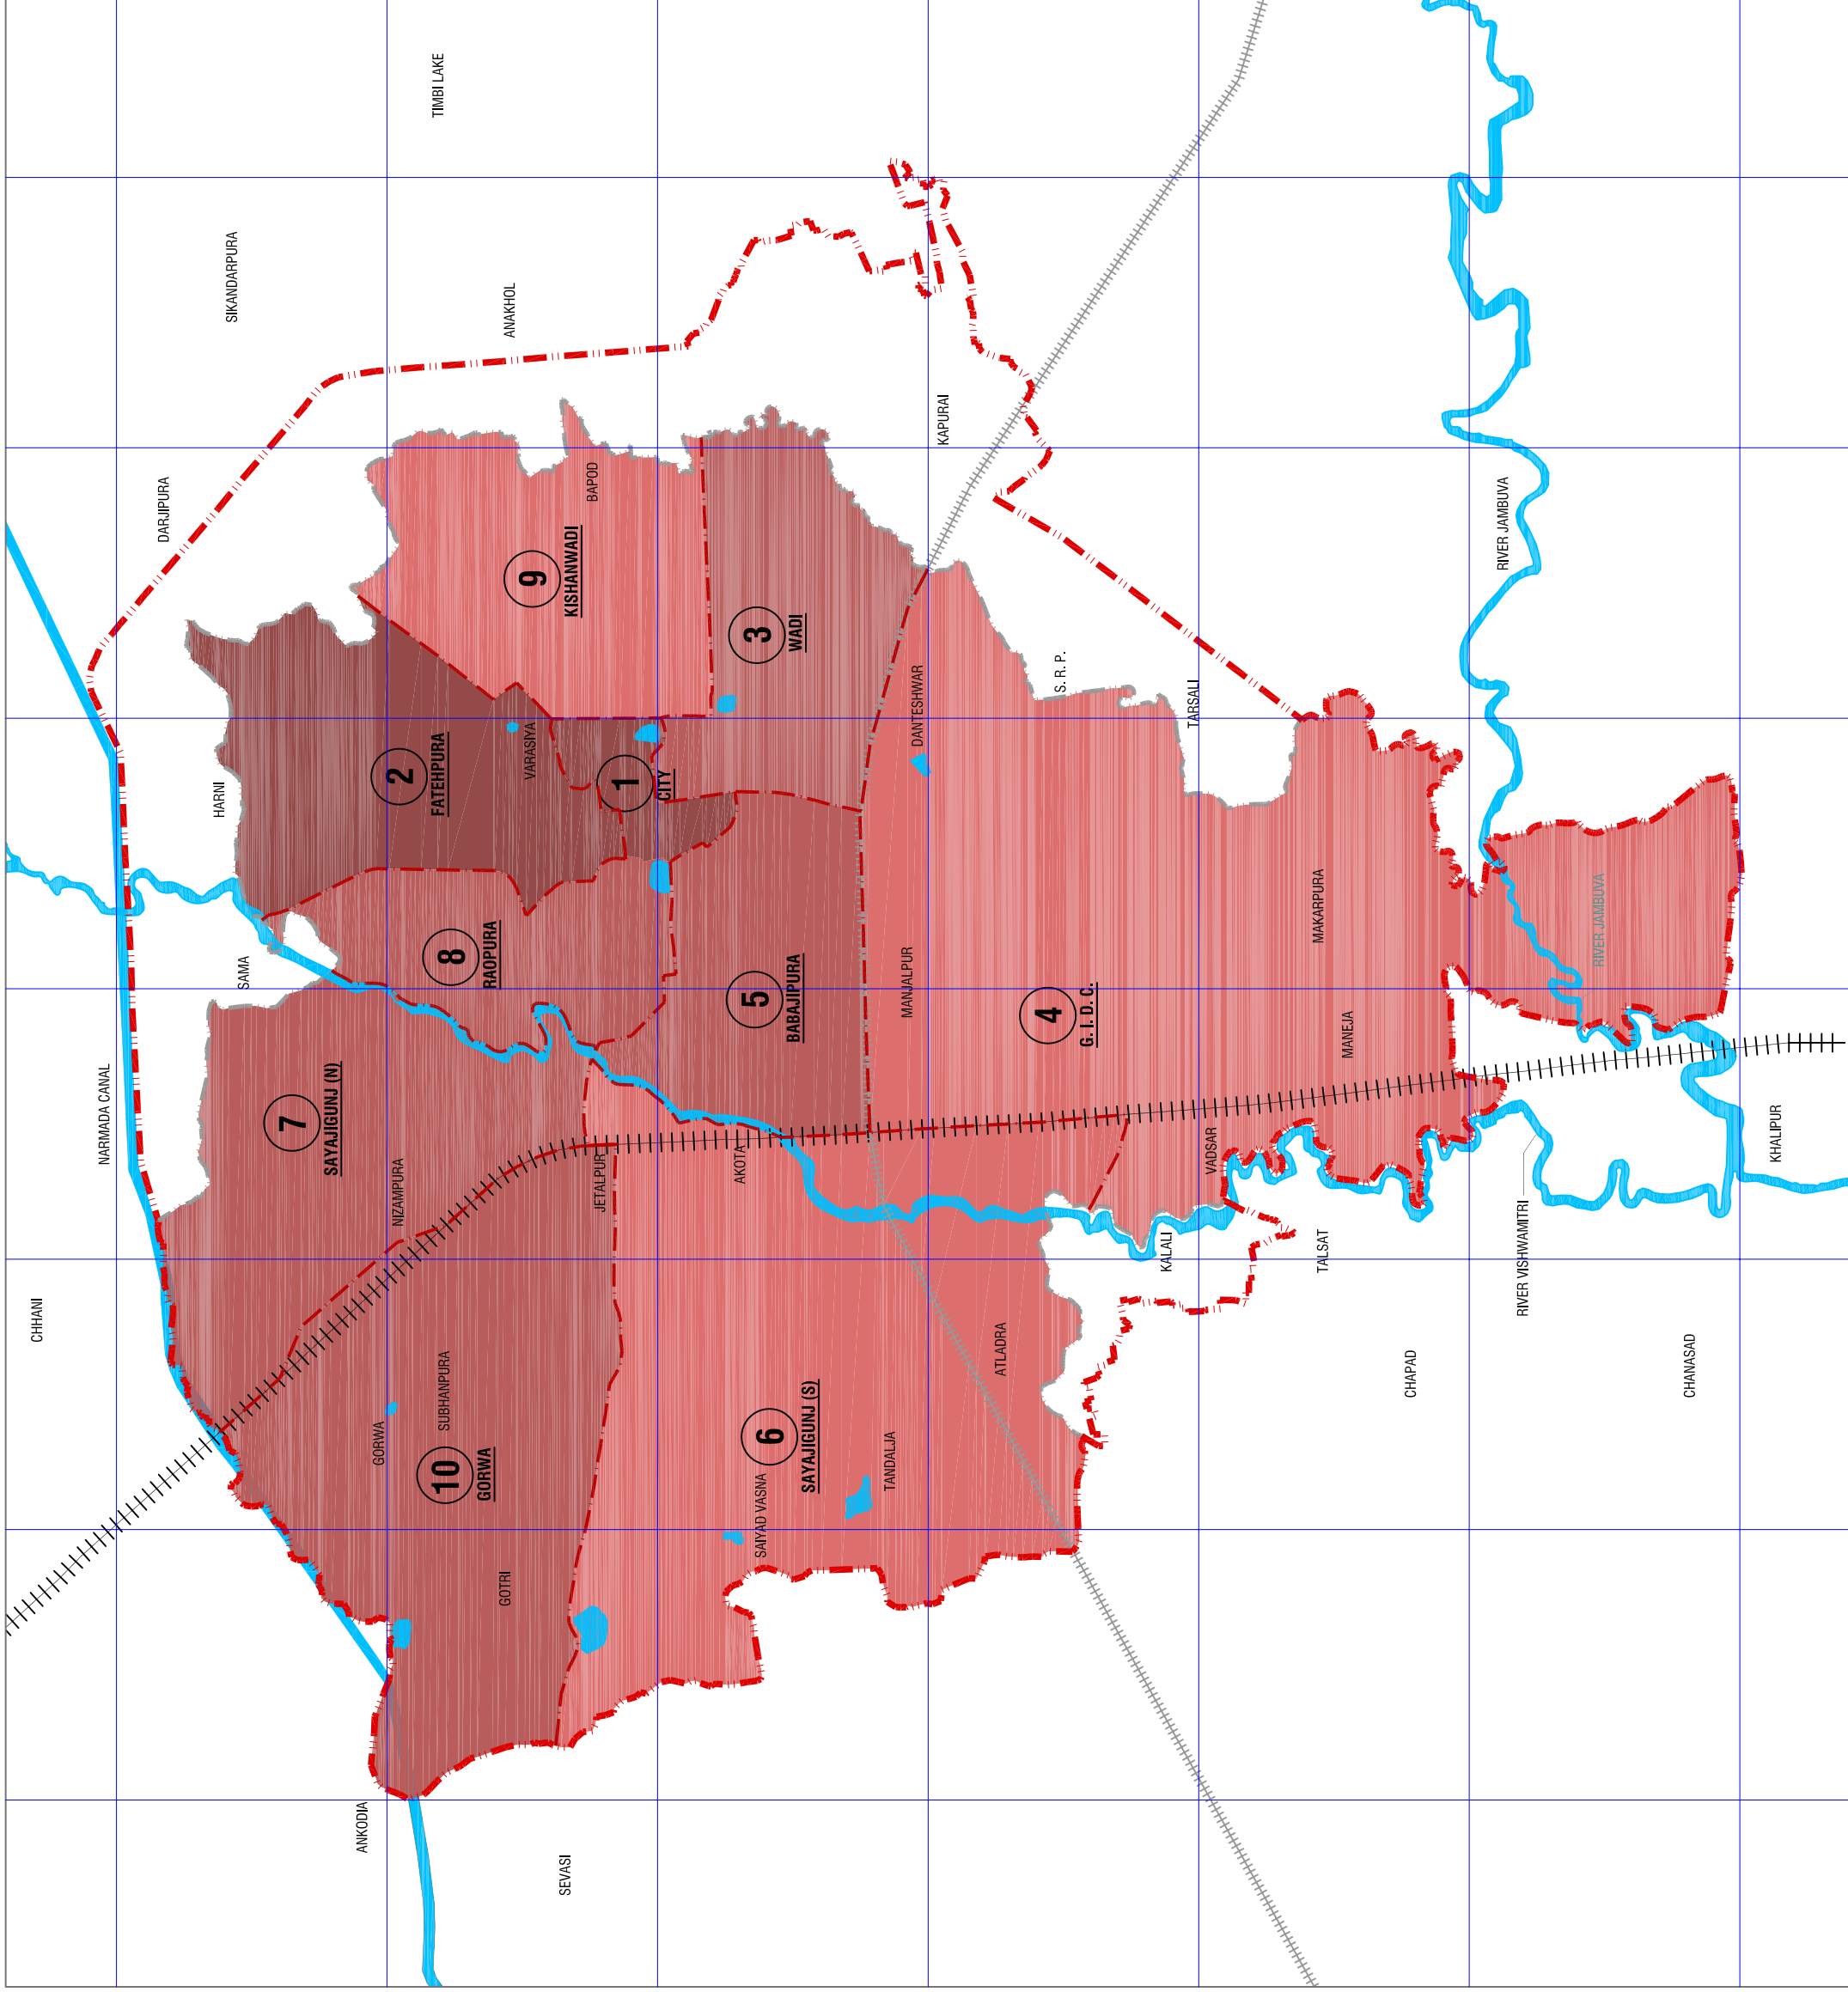 TIMBI LAKE
SIKANDARPURA
ANAKHOL
DARJIPURA
KAPURAI
BAPOD
9
KISHANWADI
3
WADI
RIVER JAMBUVA
S. R. P.
TARSALI
DANTESHWAR
VARASIYA
2
FATEHPURA
1
CITY
HARNI
SAMA
8
RAOPURA
5
BABAJIPURA
MANJALPUR
4
G. I. D. C.
MAKARPURA
RIVER JAMBUVA
MANEJA
NARMADA CANAL
7
SAYAJIGUNJ (N)
NIZAMPURA
JETALPUR
AKOTA
VADSAR
KHALIPUR
KALALI
TALSAT
RIVER VISHWAMITRI
CHHANI
SUBHANPURA
GORWA
10
GORWA
6
SAYAJIGUNJ (S)
ATLADRA
TANDALJA
SAIYAD VASNA
CHAPAD
CHANASAD
GOTRI
ANKODIA
SEVASI